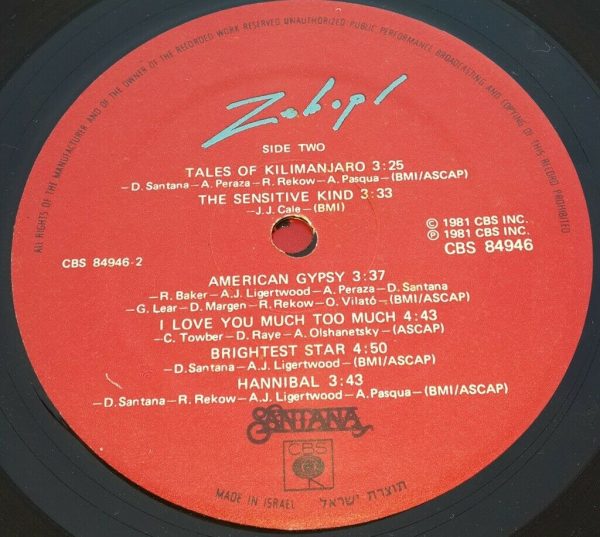 ALL RIGHTS OF THE MANUFACTURER AND OF THE OWNER OF THE RECORDED WORK RESERVED UNAUTHORIZED PUBLIC PERFORMANCE BROADCASTING AND COPYING OF THIS RECORD PROHIBITED
Zebop!
SIDE TWO
TALES OF KILIMANJARO 3:25
—D. Santana—A. Peraza—R. Rekow—A. Pasqua—(BMI/ASCAP)
THE SENSITIVE KIND 3:33
—J.J. Cale—(BMI)
© 1981 CBS INC.
℗ 1981 CBS INC.
CBS 84946
CBS 84946-2
AMERICAN GYPSY 3:37
—R. Baker—A.J. Ligertwood—A. Peraza—D. Santana
—G. Lear—D. Margen—R. Rekow—O. Vilató—(BMI/ASCAP)
I LOVE YOU MUCH TOO MUCH 4:43
—C. Towber—D. Raye—A. Olshanetsky—(ASCAP)
BRIGHTEST STAR 4:50
—D. Santana—A.J. Ligertwood—(BMI/ASCAP)
HANNIBAL 3:43
—D. Santana—R. Rekow—A.J. Ligertwood—A. Pasqua—(BMI/ASCAP)
SANTANA
CBS
MADE IN ISRAEL תוצרת ישראל